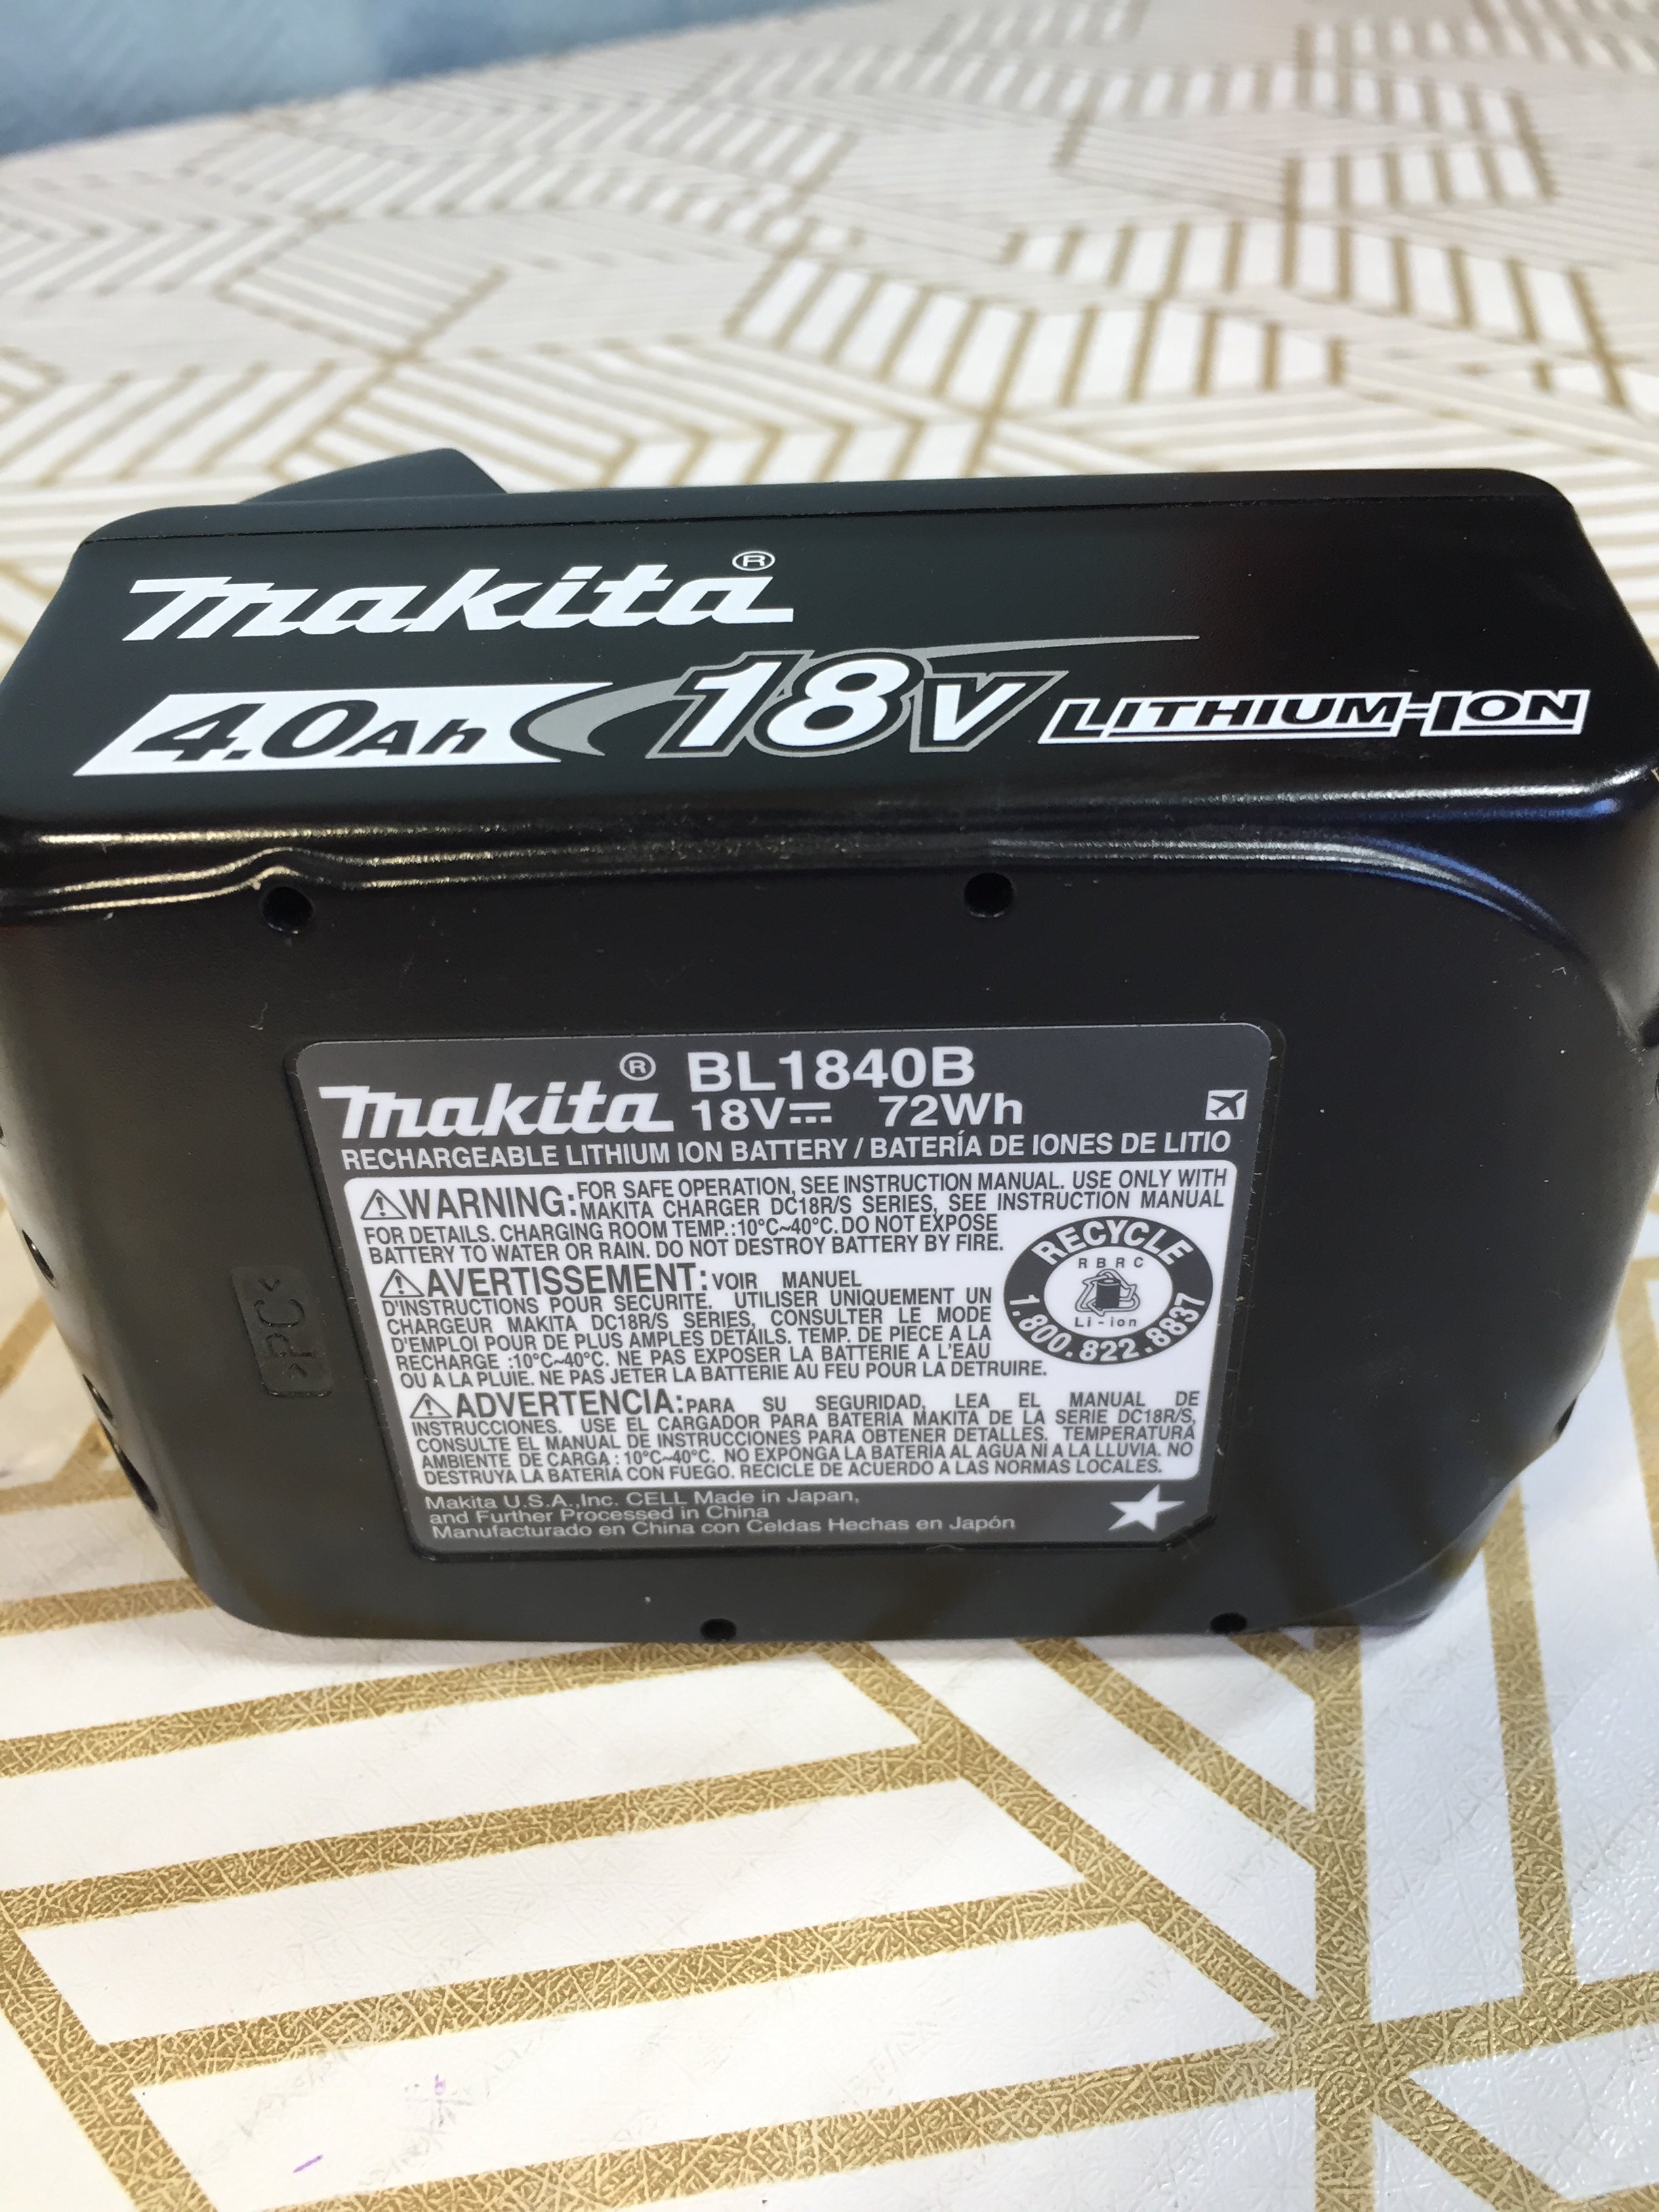 makita®
4.0Ah 18V LITHIUM-ION
makita® BL1840B
18V 72Wh
RECHARGEABLE LITHIUM ION BATTERY / BATERÍA DE IONES DE LITIO
⚠WARNING: FOR SAFE OPERATION, SEE INSTRUCTION MANUAL. USE ONLY WITH
MAKITA CHARGER DC18R/S SERIES, SEE INSTRUCTION MANUAL
FOR DETAILS. CHARGING ROOM TEMP.:10°C~40°C. DO NOT EXPOSE
BATTERY TO WATER OR RAIN. DO NOT DESTROY BATTERY BY FIRE.
RECYCLE
RBRC
Li-ion
1.800.822.8837
⚠AVERTISSEMENT: VOIR MANUEL
D'INSTRUCTIONS POUR SECURITE. UTILISER UNIQUEMENT UN
CHARGEUR MAKITA DC18R/S SERIES, CONSULTER LE MODE
D'EMPLOI POUR DE PLUS AMPLES DETAILS. TEMP. DE PIECE A LA
RECHARGE :10°C~40°C. NE PAS EXPOSER LA BATTERIE A L'EAU
OU A LA PLUIE. NE PAS JETER LA BATTERIE AU FEU POUR LA DETRUIRE.
⚠ADVERTENCIA: PARA SU SEGURIDAD, LEA EL MANUAL DE
INSTRUCCIONES. USE EL CARGADOR PARA BATERÍA MAKITA DE LA SERIE DC18R/S,
CONSULTE EL MANUAL DE INSTRUCCIONES PARA OBTENER DETALLES. TEMPERATURA
AMBIENTE DE CARGA : 10°C~40°C. NO EXPONGA LA BATERÍA AL AGUA NI A LA LLUVIA. NO
DESTRUYA LA BATERÍA CON FUEGO. RECICLE DE ACUERDO A LAS NORMAS LOCALES.
Makita U.S.A.,Inc. CELL Made in Japan,
and Further Processed in China
Manufacturado en China con Celdas Hechas en Japón
>PC<